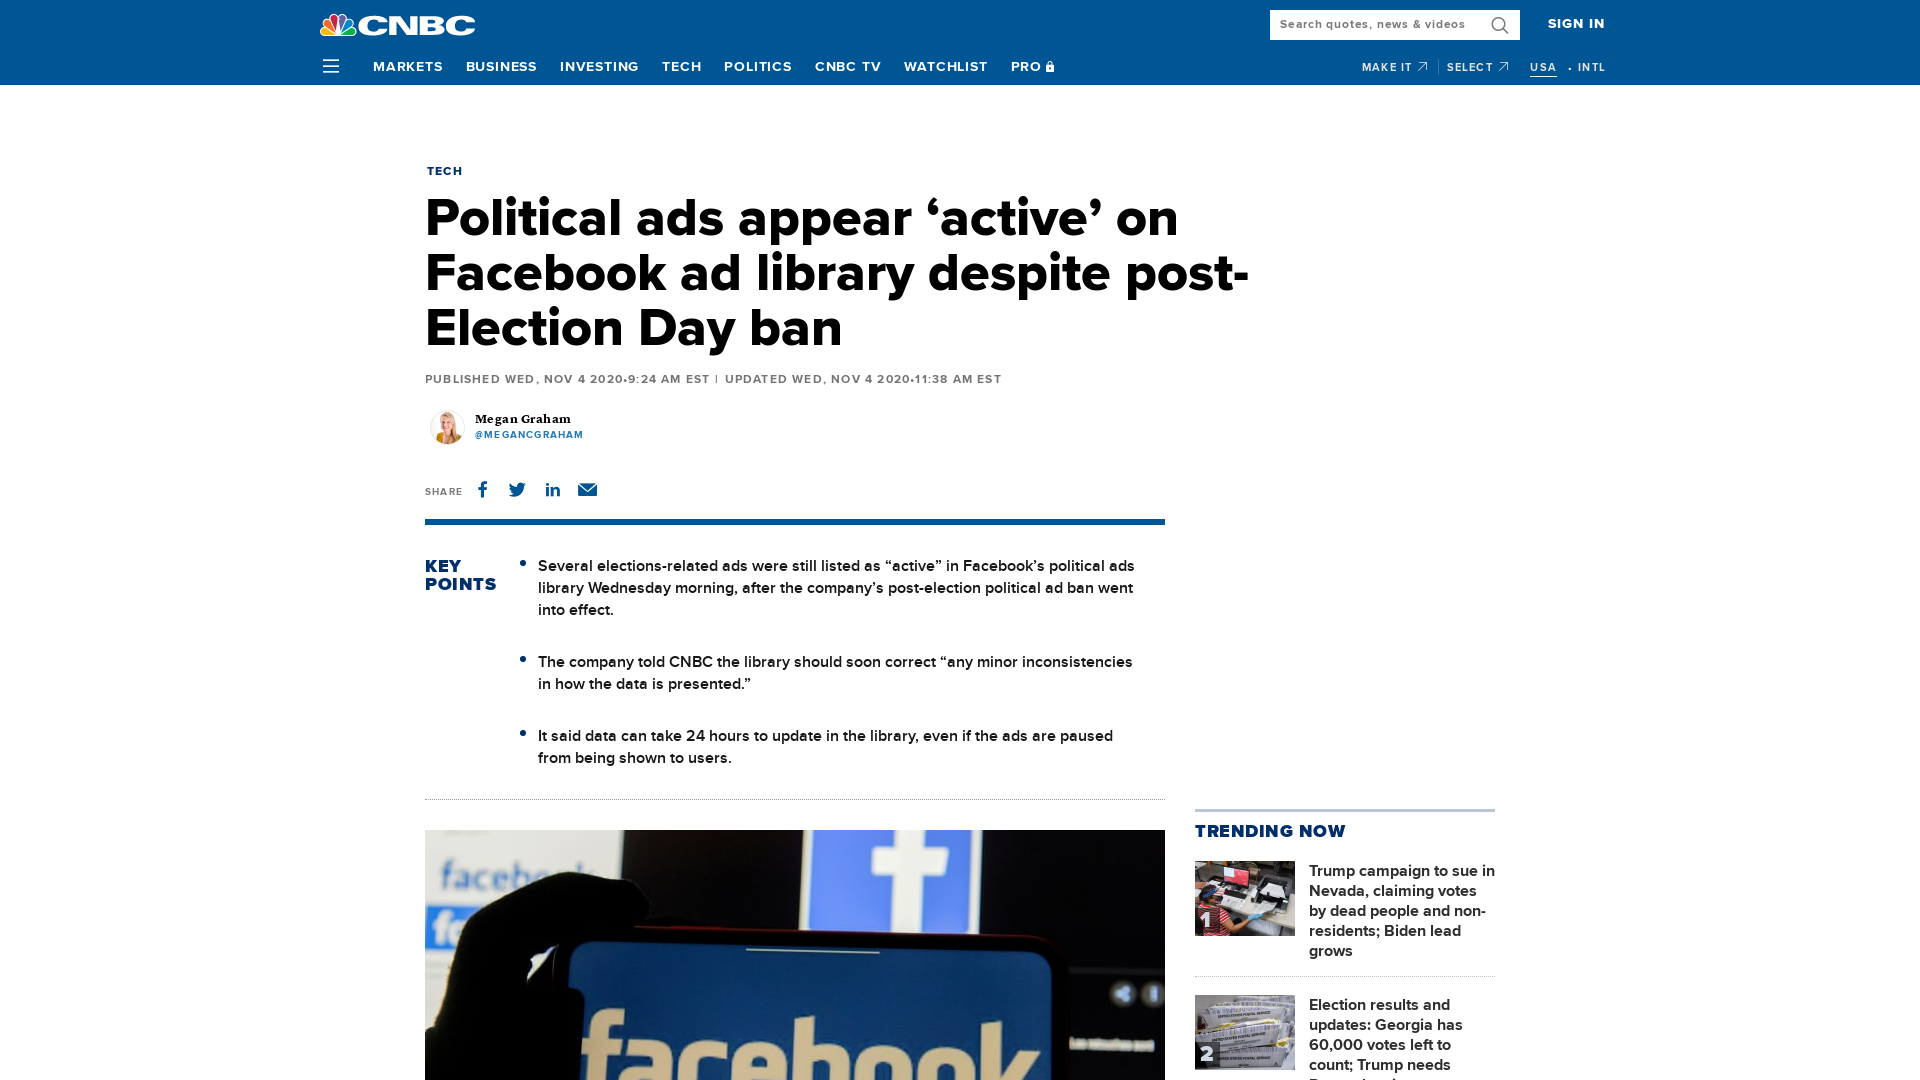 CNBC
Search quotes, news & videos
SIGN IN
MARKETS
BUSINESS
INVESTING
TECH
POLITICS
CNBC TV
WATCHLIST
PRO
MAKE IT
SELECT
USA
• INTL
TECH
Political ads appear ‘active’ on
Facebook ad library despite post-
Election Day ban
PUBLISHED WED, NOV 4 2020•9:24 AM EST | UPDATED WED, NOV 4 2020•11:38 AM EST
Megan Graham
@MEGANCGRAHAM
SHARE
KEY
POINTS
• Several elections-related ads were still listed as “active” in Facebook’s political ads
library Wednesday morning, after the company’s post-election political ad ban went
into effect.
• The company told CNBC the library should soon correct “any minor inconsistencies
in how the data is presented.”
• It said data can take 24 hours to update in the library, even if the ads are paused
from being shown to users.
facebook
facebook
TRENDING NOW
1
Trump campaign to sue in
Nevada, claiming votes
by dead people and non-
residents; Biden lead
grows
2
Election results and
updates: Georgia has
60,000 votes left to
count; Trump needs